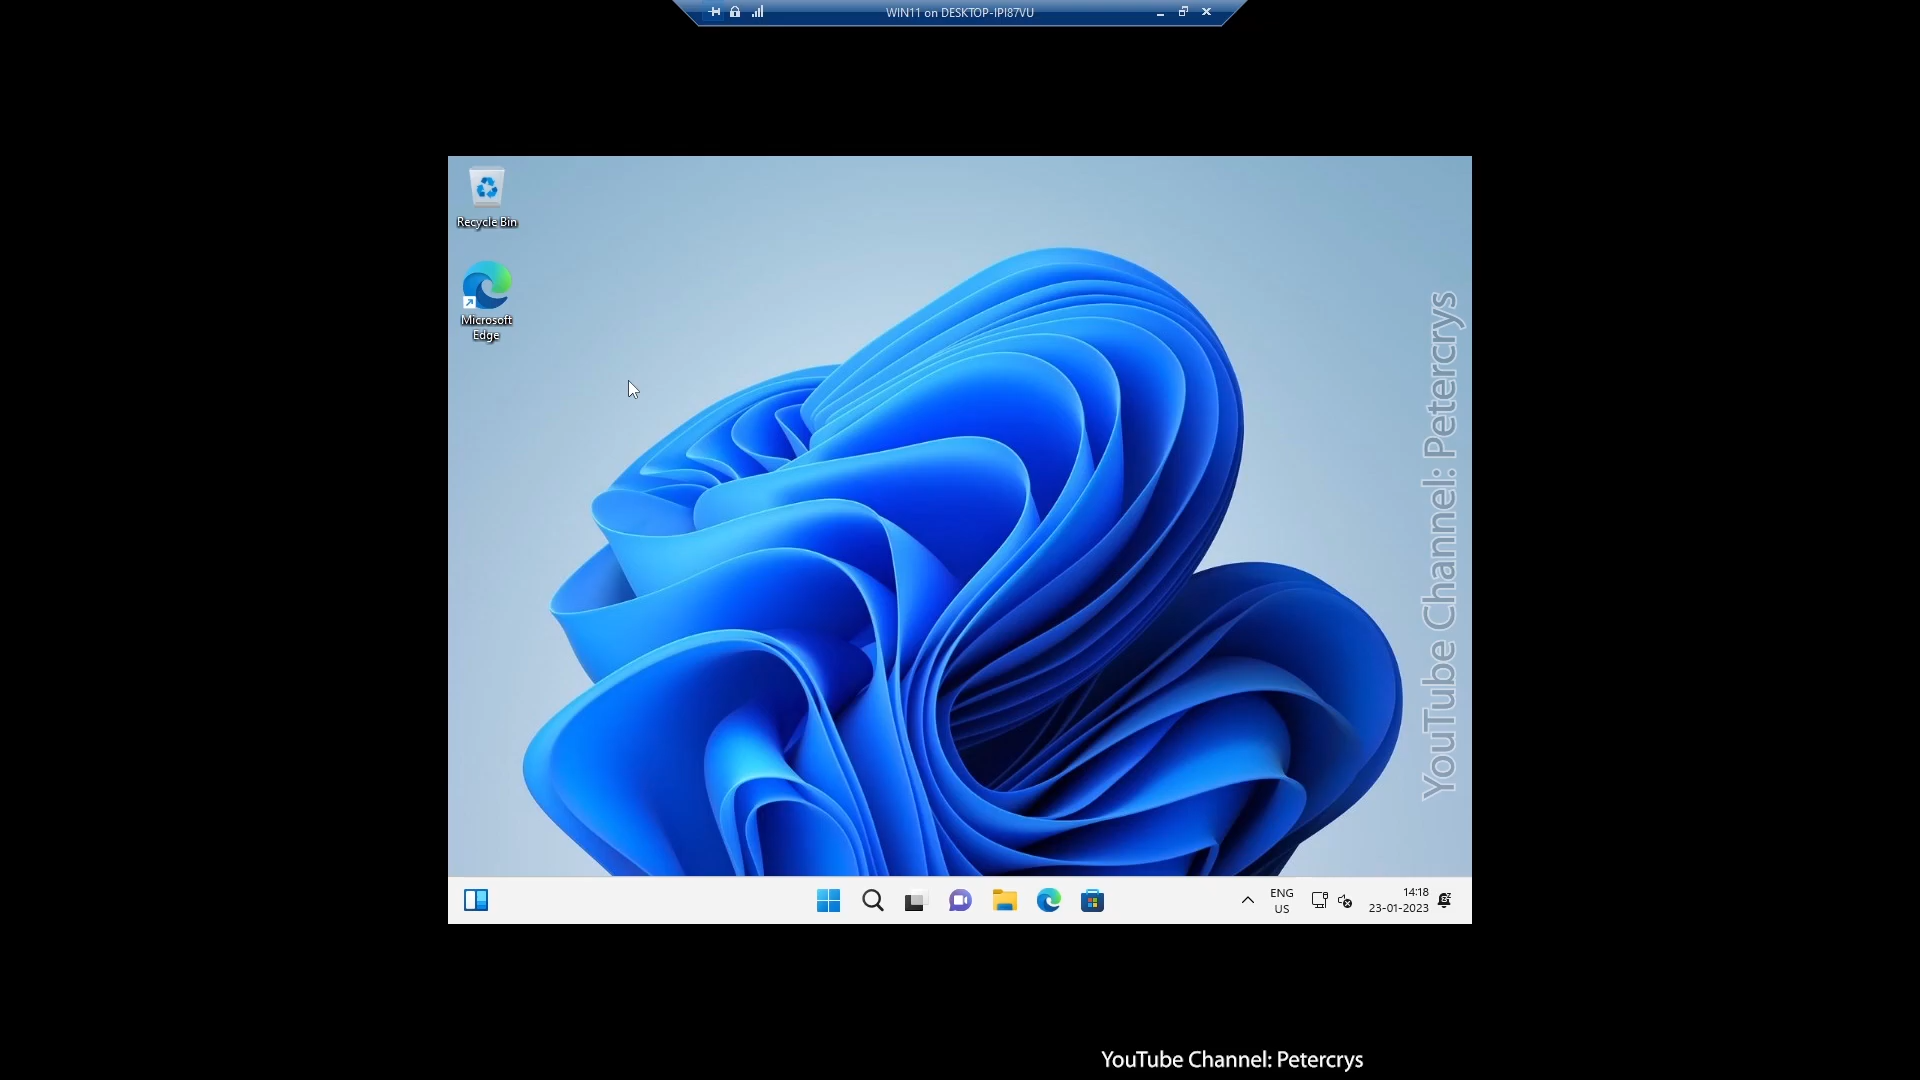 WIN11 on DESKTOP-IPI87VU
Recycle Bin
Microsoft
Edge
YouTube Channel: Petercrys
ENG
US
14:18
23-01-2023
YouTube Channel: Petercrys